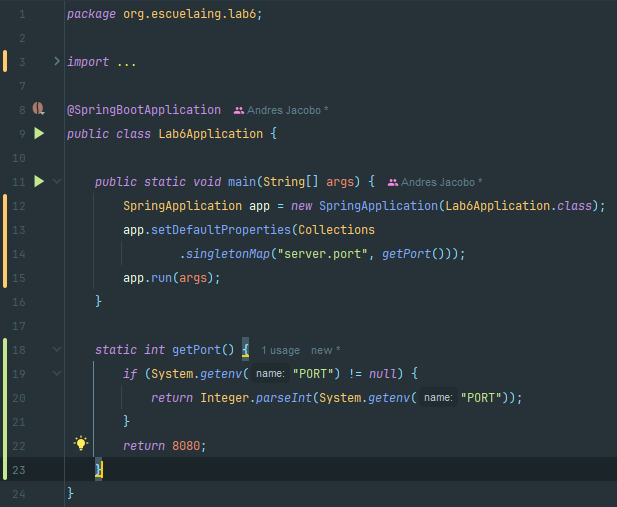 1 package org.escuelaing.lab6;
2
3 import ...
7
8 @SpringBootApplication Andres Jacobo *
9 public class Lab6Application {
10
11 public static void main(String[] args) { Andres Jacobo *
12 SpringApplication app = new SpringApplication(Lab6Application.class);
13 app.setDefaultProperties(Collections
14 .singletonMap("server.port", getPort()));
15 app.run(args);
16 }
17
18 static int getPort() { 1 usage new *
19 if (System.getenv( name: "PORT") != null) {
20 return Integer.parseInt(System.getenv( name: "PORT"));
21 }
22 return 8080;
23 }
24 }